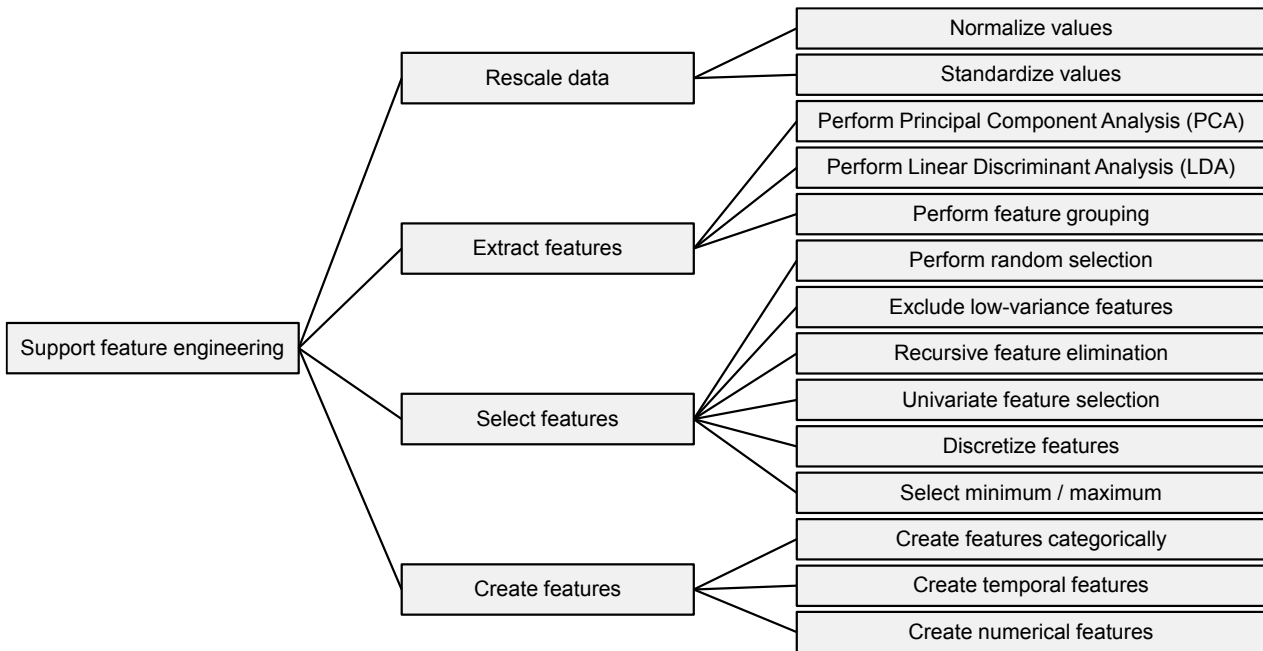 Support feature engineering
Rescale data
Normalize values
Standardize values
Extract features
Perform Principal Component Analysis (PCA)
Perform Linear Discriminant Analysis (LDA)
Perform feature grouping
Select features
Perform random selection
Exclude low-variance features
Recursive feature elimination
Univariate feature selection
Discretize features
Select minimum / maximum
Create features
Create features categorically
Create temporal features
Create numerical features